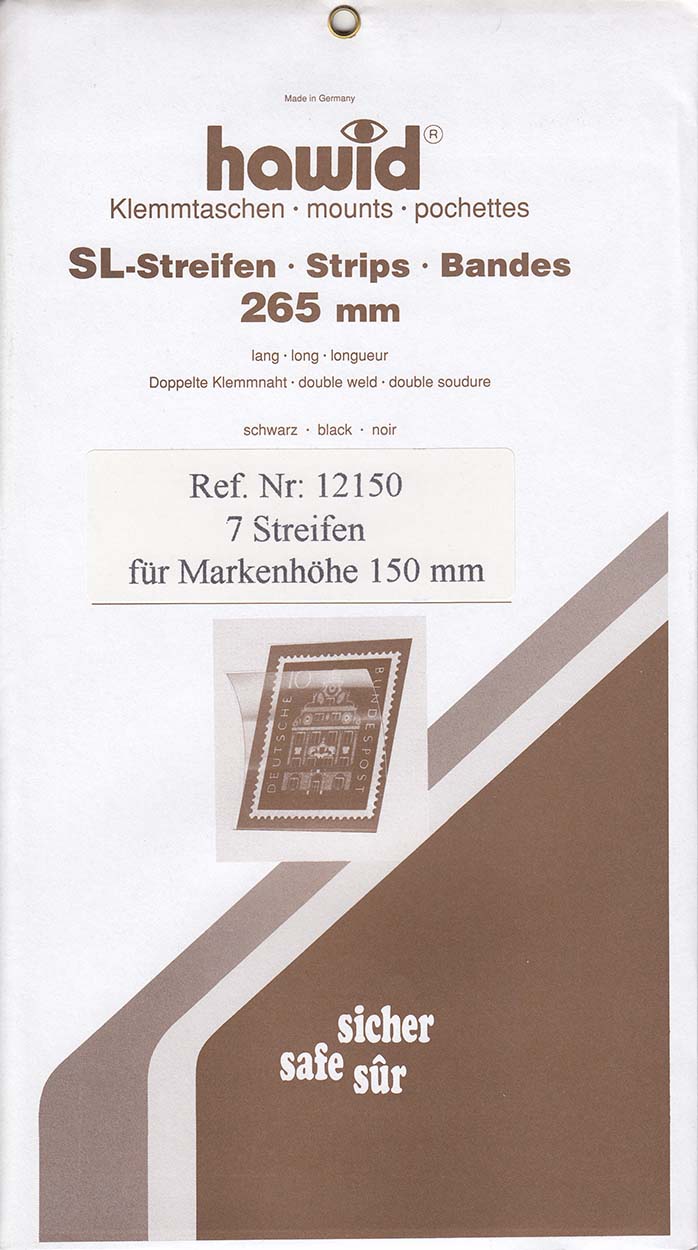 Made in Germany
hawid®
Klemmtaschen · mounts · pochettes
SL-Streifen · Strips · Bandes
265 mm
lang · long · longueur
Doppelte Klemmnaht · double weld · double soudure
schwarz · black · noir
Ref. Nr: 12150
7 Streifen
für Markenhöhe 150 mm
10
DEUTSCHE
BUNDESPOST
sicher
safe sûr